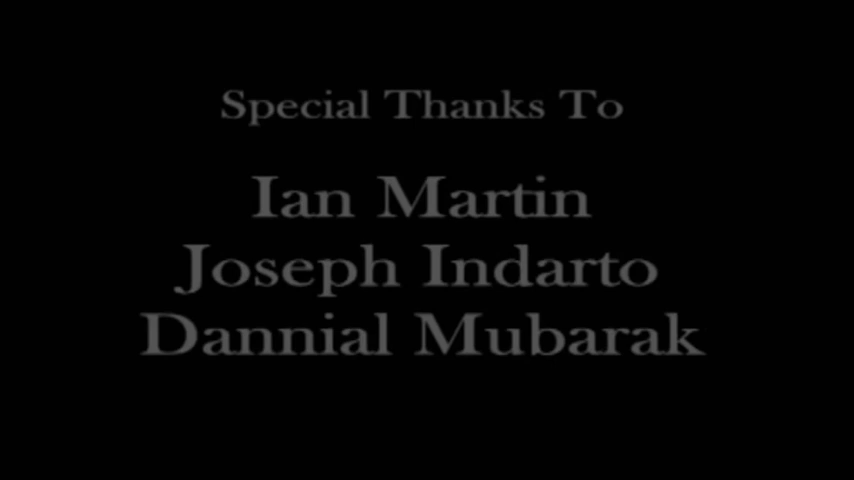 Special Thanks To
Ian Martin
Joseph Indarto
Dannial Mubarak